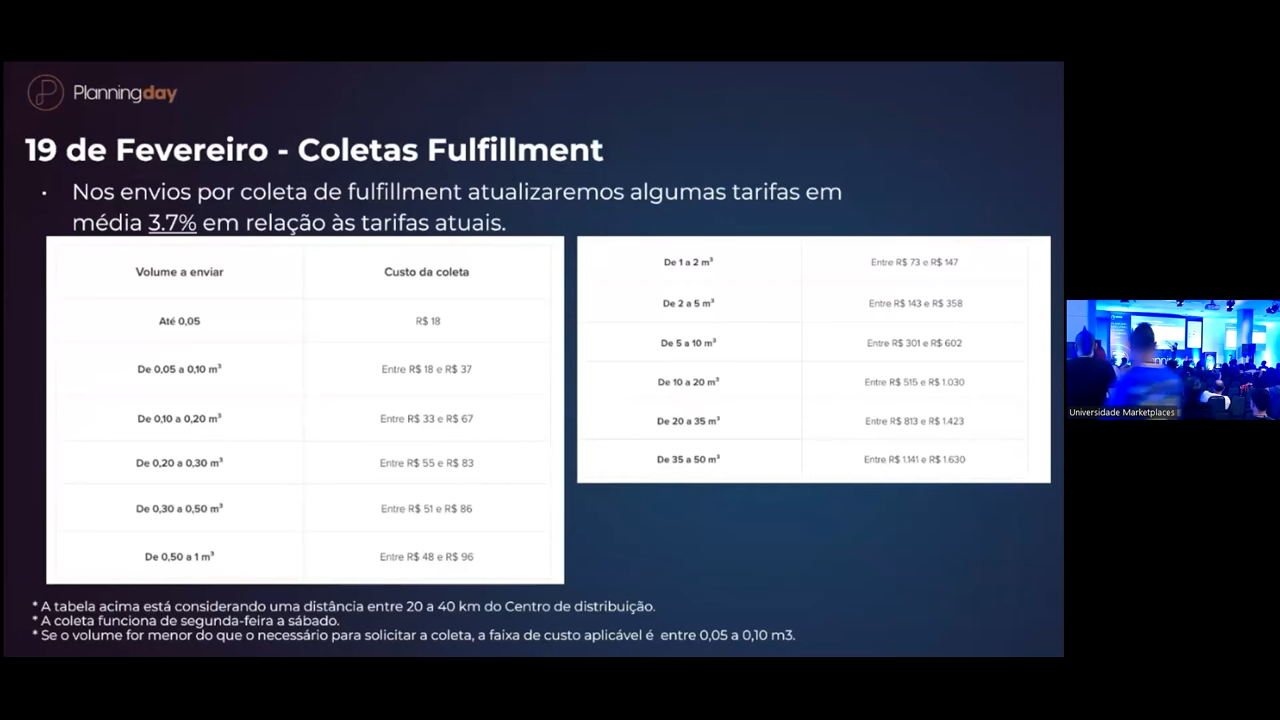 Planningday
19 de Fevereiro - Coletas Fulfillment
• Nos envios por coleta de fulfillment atualizaremos algumas tarifas em
média 3.7% em relação às tarifas atuais.
Volume a enviar Custo da coleta
Até 0,05 R$ 18
De 0,05 a 0,10 m³ Entre R$ 18 e R$ 37
De 0,10 a 0,20 m³ Entre R$ 33 e R$ 67
De 0,20 a 0,30 m³ Entre R$ 55 e R$ 83
De 0,30 a 0,50 m³ Entre R$ 51 e R$ 86
De 0,50 a 1 m³ Entre R$ 48 e R$ 96
De 1 a 2 m³ Entre R$ 73 e R$ 147
De 2 a 5 m³ Entre R$ 143 e R$ 358
De 5 a 10 m³ Entre R$ 301 e R$ 602
De 10 a 20 m³ Entre R$ 515 e R$ 1.030
De 20 a 35 m³ Entre R$ 813 e R$ 1.423
De 35 a 50 m³ Entre R$ 1.141 e R$ 1.630
* A tabela acima está considerando uma distância entre 20 a 40 km do Centro de distribuição.
* A coleta funciona de segunda-feira a sábado.
* Se o volume for menor do que o necessário para solicitar a coleta, a faixa de custo aplicável é entre 0,05 a 0,10 m3.
Universidade Marketplaces